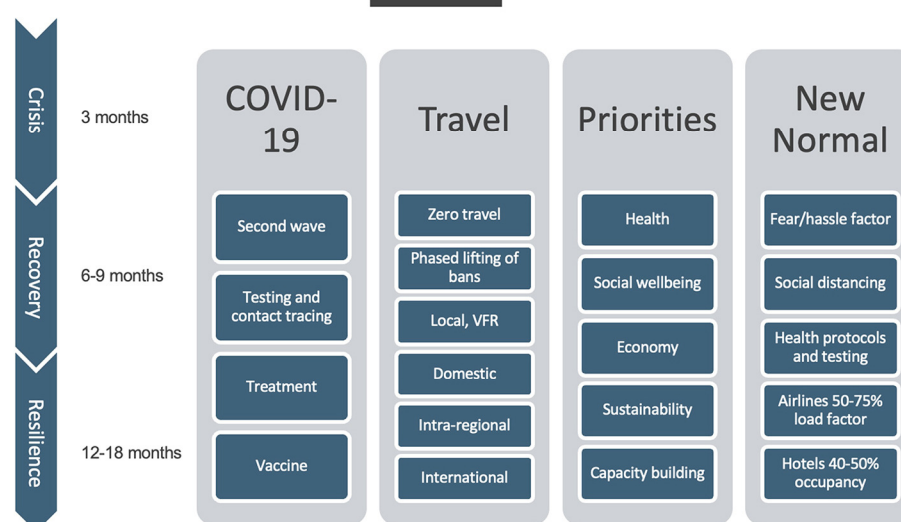 Crisis
3 months
Recovery
6-9 months
Resilience
12-18 months
COVID-
19
Second wave
Testing and
contact tracing
Treatment
Vaccine
Travel
Zero travel
Phased lifting of
bans
Local, VFR
Domestic
Intra-regional
International
Priorities
Health
Social wellbeing
Economy
Sustainability
Capacity building
New
Normal
Fear/hassle factor
Social distancing
Health protocols
and testing
Airlines 50-75%
load factor
Hotels 40-50%
occupancy